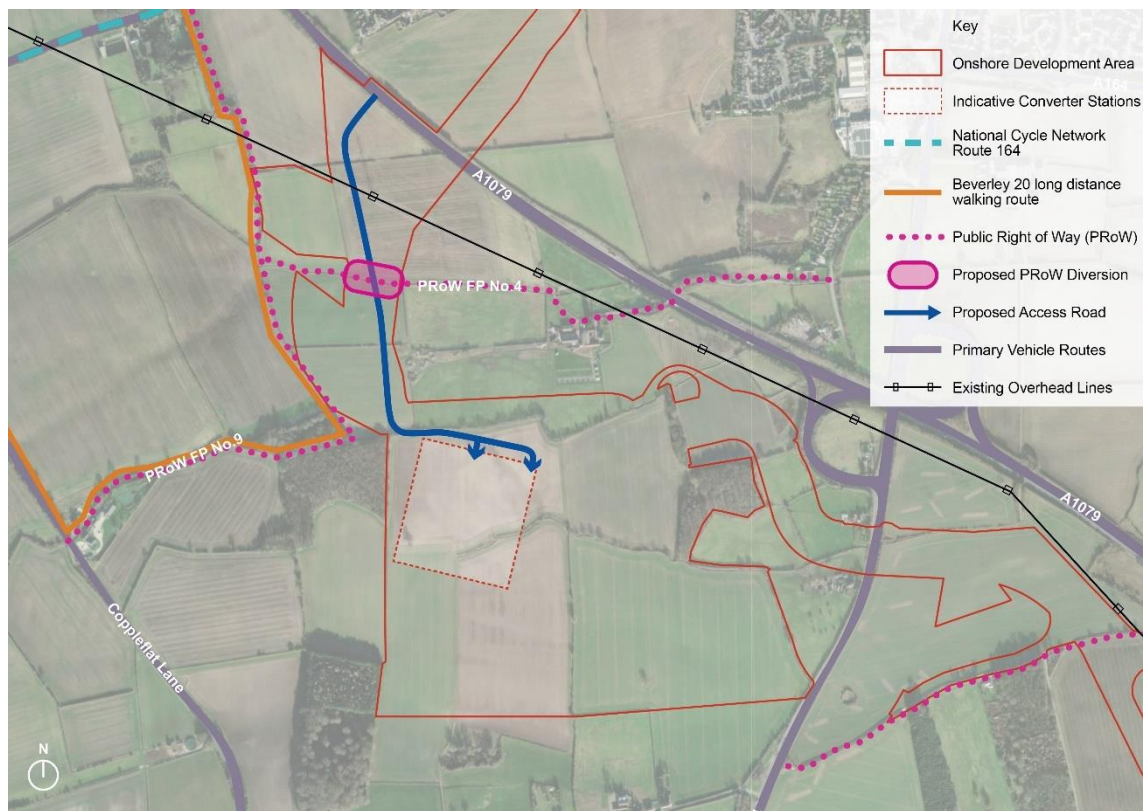 Key
Onshore Development Area
Indicative Converter Stations
National Cycle Network
Route 164
Beverley 20 long distance
walking route
Public Right of Way (PRoW)
Proposed PRoW Diversion
Proposed Access Road
Primary Vehicle Routes
Existing Overhead Lines
A164
A1079
PRoW FP No.4
PRoW FP No.9
A1079
Coppleflat Lane
N